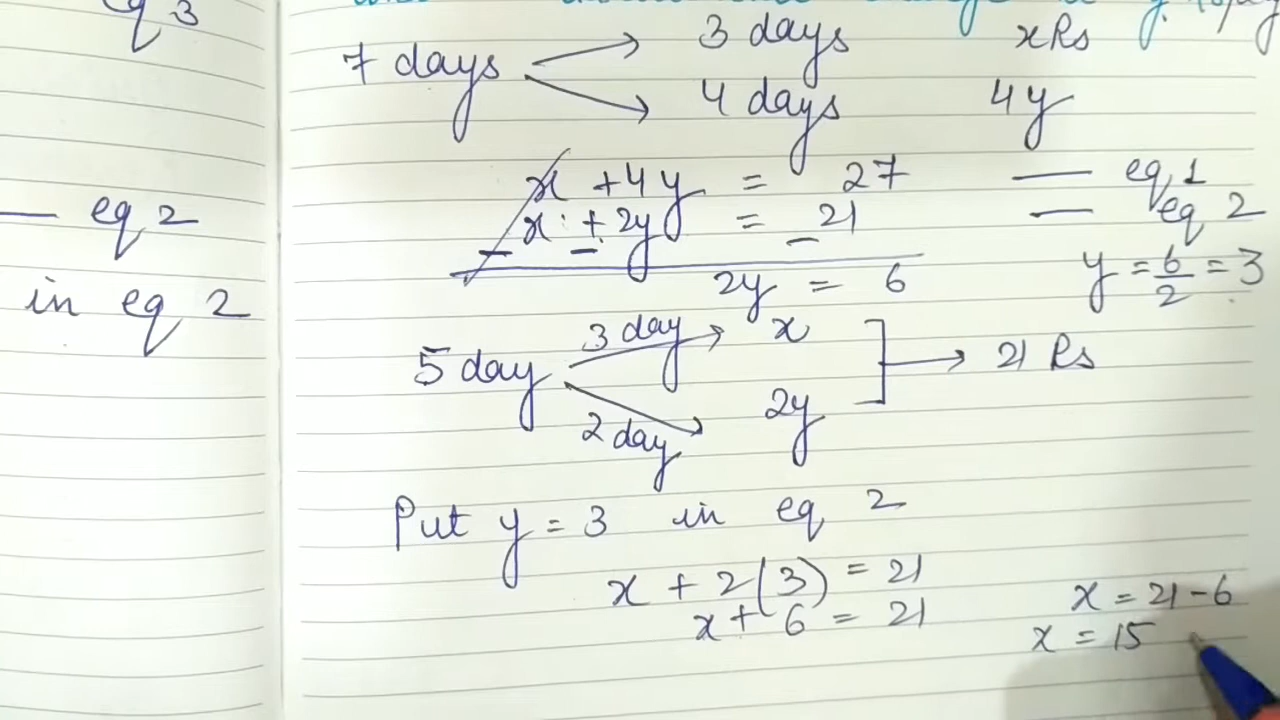 eq 3
eq 2
in eq 2
7 days 3 days x Rs
4 days 4y
x + 4y = 27 — eq 1
x + 2y = 21 — eq 2
— — —
2y = 6 y = 6/2 = 3
5 day 3 day x
2 day 2y
21 Rs
Put y = 3 in eq 2
x + 2(3) = 21
x + 6 = 21
x = 21 - 6
x = 15